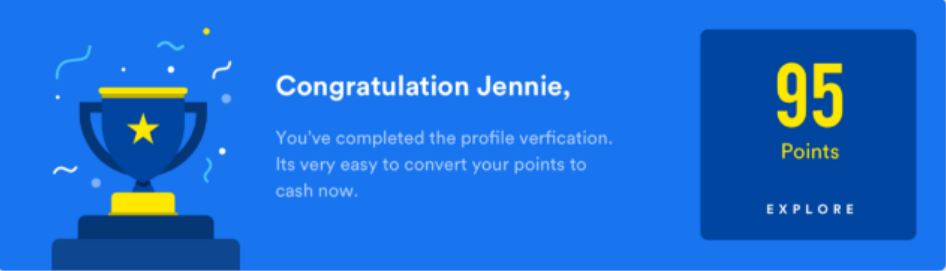 Congratulation Jennie,
You've completed the profile verfication.
Its very easy to convert your points to
cash now.
95
Points
EXPLORE